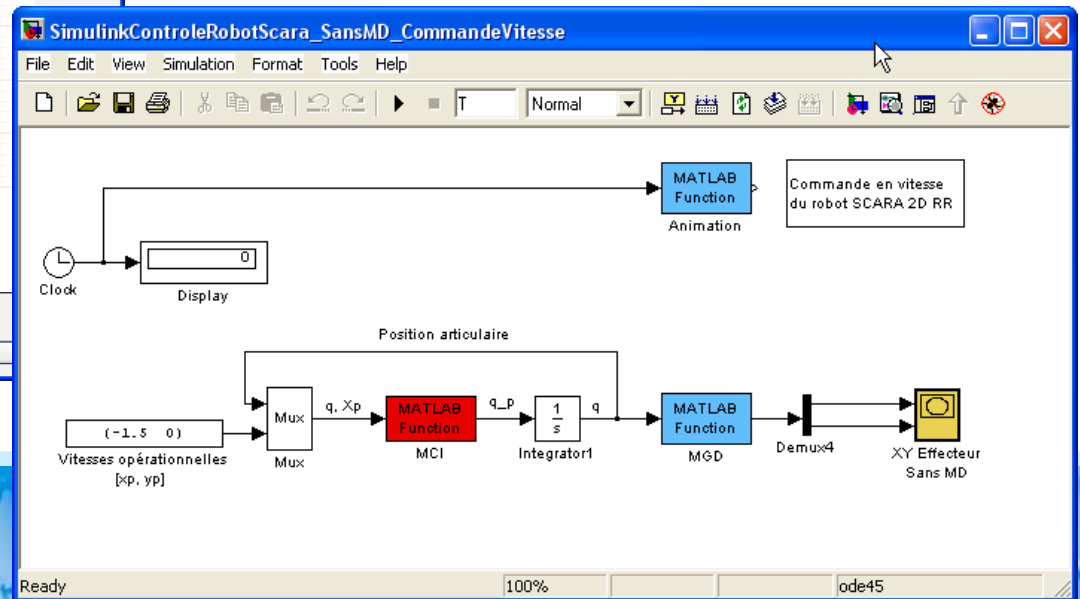 SimulinkControleRobotScara_SansMD_CommandeVitesse
File Edit View Simulation Format Tools Help
T Normal
MATLAB
Function
Animation
Commande en vitesse
du robot SCARA 2D RR
Clock
0
Display
Position articulaire
(-1.5 0)
Vitesses opérationnelles
[xp, yp]
Mux
Mux
q, Xp
MATLAB
Function
MCI
q_p
1
s
Integrator1
q
MATLAB
Function
MGD
Demux4
XY Effecteur
Sans MD
Ready 100% ode45